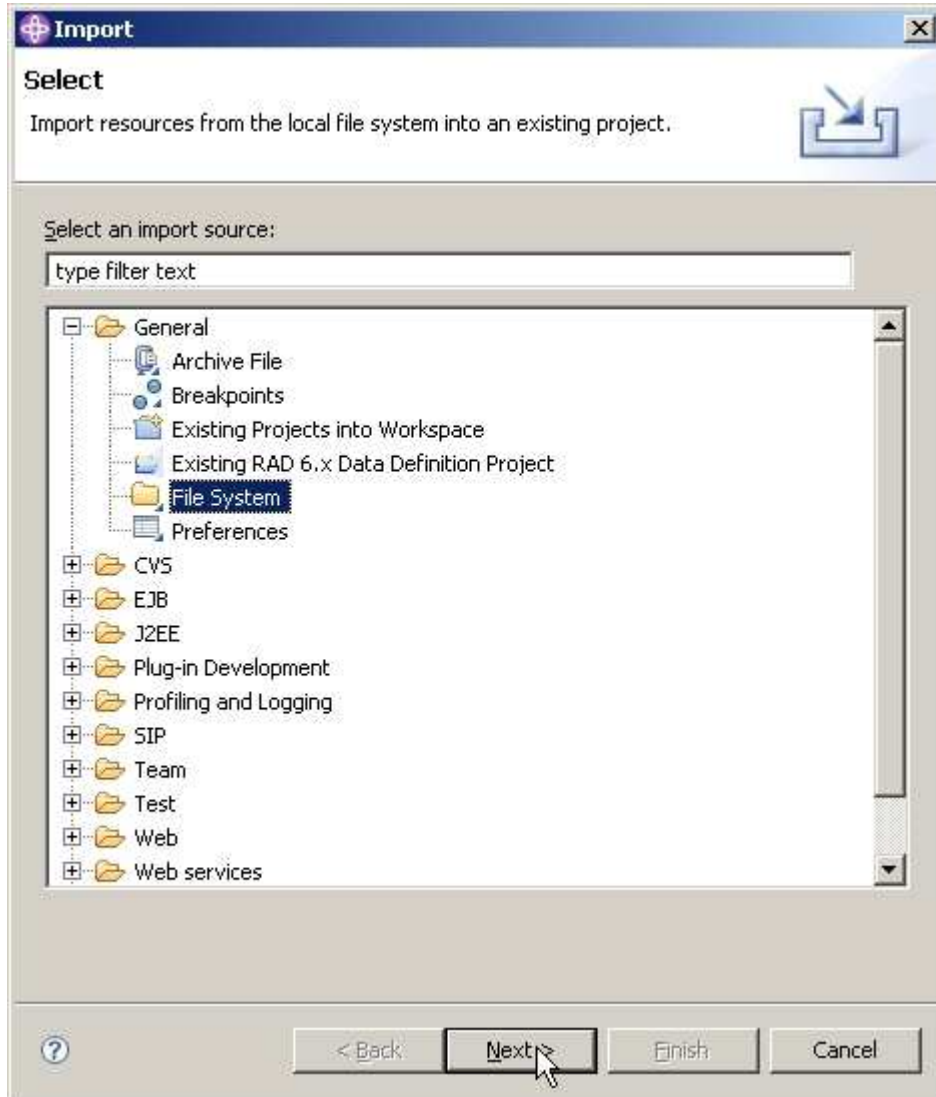 Import
Select
Import resources from the local file system into an existing project.
Select an import source:
type filter text
General
Archive File
Breakpoints
Existing Projects into Workspace
Existing RAD 6.x Data Definition Project
File System
Preferences
CVS
EJB
J2EE
Plug-in Development
Profiling and Logging
SIP
Team
Test
Web
Web services
? < Back Next > Finish Cancel